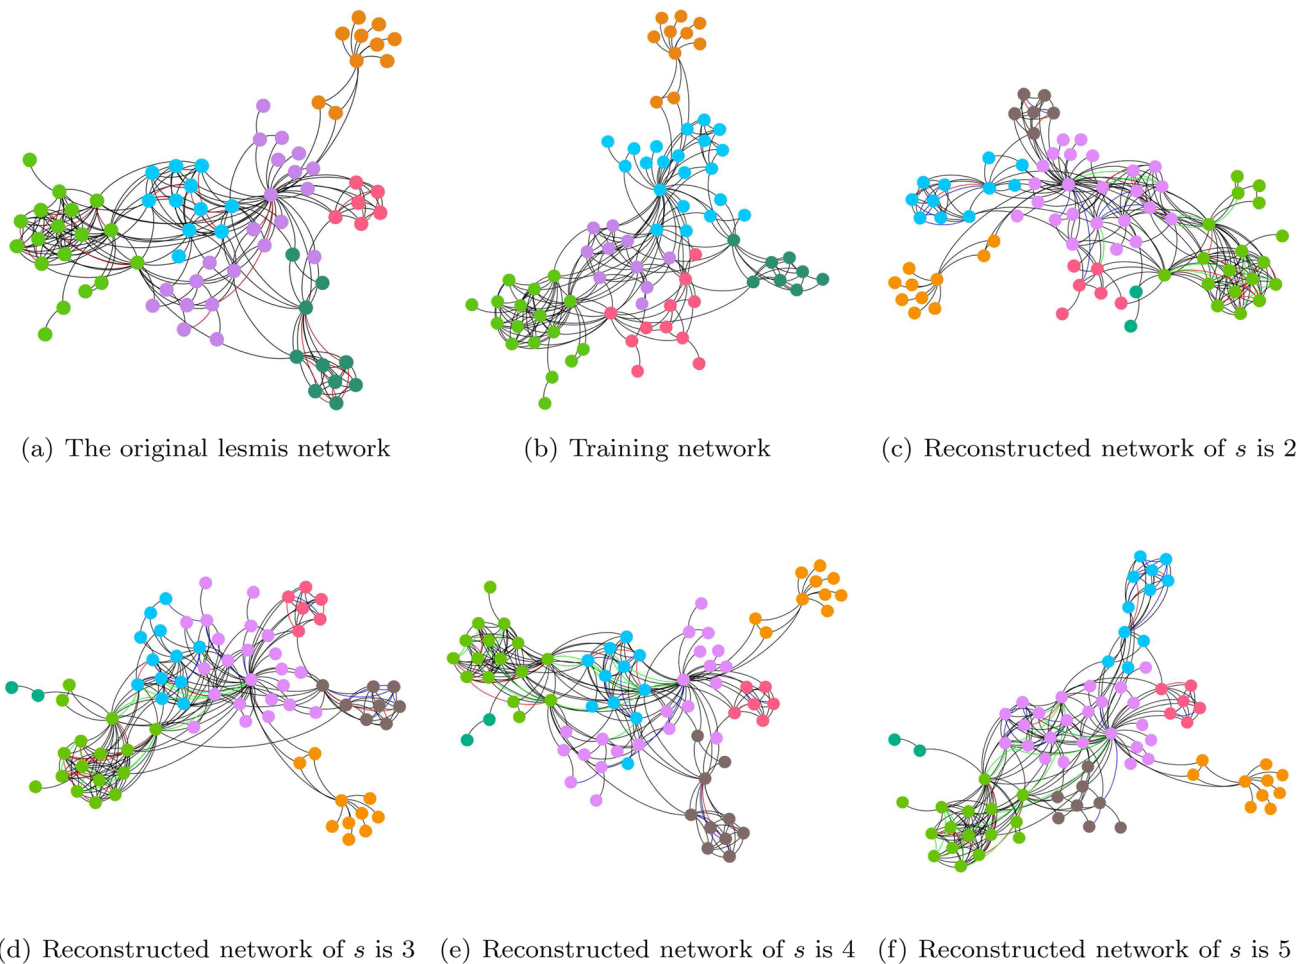 (a) The original lesmis network
(b) Training network
(c) Reconstructed network of s is 2
(d) Reconstructed network of s is 3
(e) Reconstructed network of s is 4
(f) Reconstructed network of s is 5